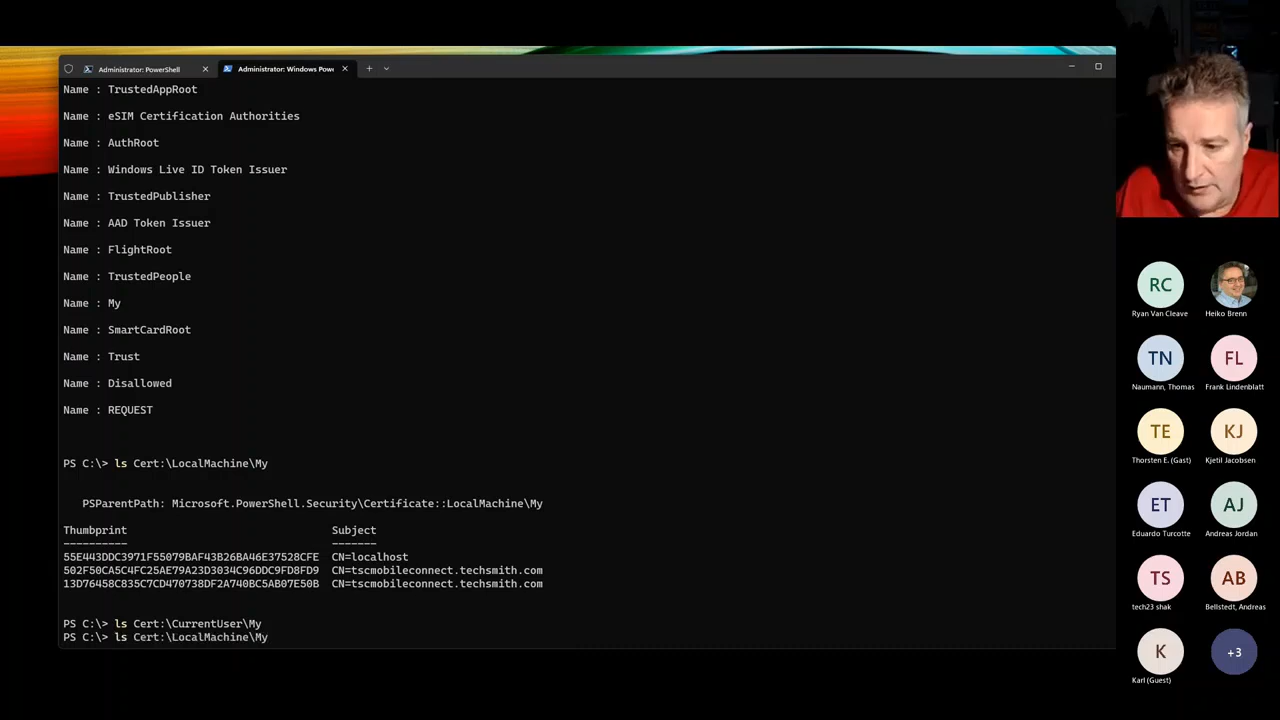 Administrator: PowerShell
Administrator: Windows Pow
Name : TrustedAppRoot
Name : eSIM Certification Authorities
Name : AuthRoot
Name : Windows Live ID Token Issuer
Name : TrustedPublisher
Name : AAD Token Issuer
Name : FlightRoot
Name : TrustedPeople
Name : My
Name : SmartCardRoot
Name : Trust
Name : Disallowed
Name : REQUEST
PS C:\> ls Cert:\LocalMachine\My
PSParentPath: Microsoft.PowerShell.Security\Certificate::LocalMachine\My
Thumbprint Subject
---------- -------
55E443DDC3971F55079BAF43B26BA46E37528CFE CN=localhost
502F50CA5C4FC25AE79A23D3034C96DDC9FD8FD9 CN=tscmobileconnect.techsmith.com
13D76458C835C7CD470738DF2A740BC5AB07E50B CN=tscmobileconnect.techsmith.com
PS C:\> ls Cert:\CurrentUser\My
PS C:\> ls Cert:\LocalMachine\My
RC
Ryan Van Cleave
Heiko Brenn
TN
FL
Naumann, Thomas
Frank Lindenblatt
TE
KJ
Thorsten E. (Gast)
Kjetil Jacobsen
ET
AJ
Eduardo Turcotte
Andreas Jordan
TS
AB
tech23 shak
Bellstedt, Andreas
K
+3
Karl (Guest)